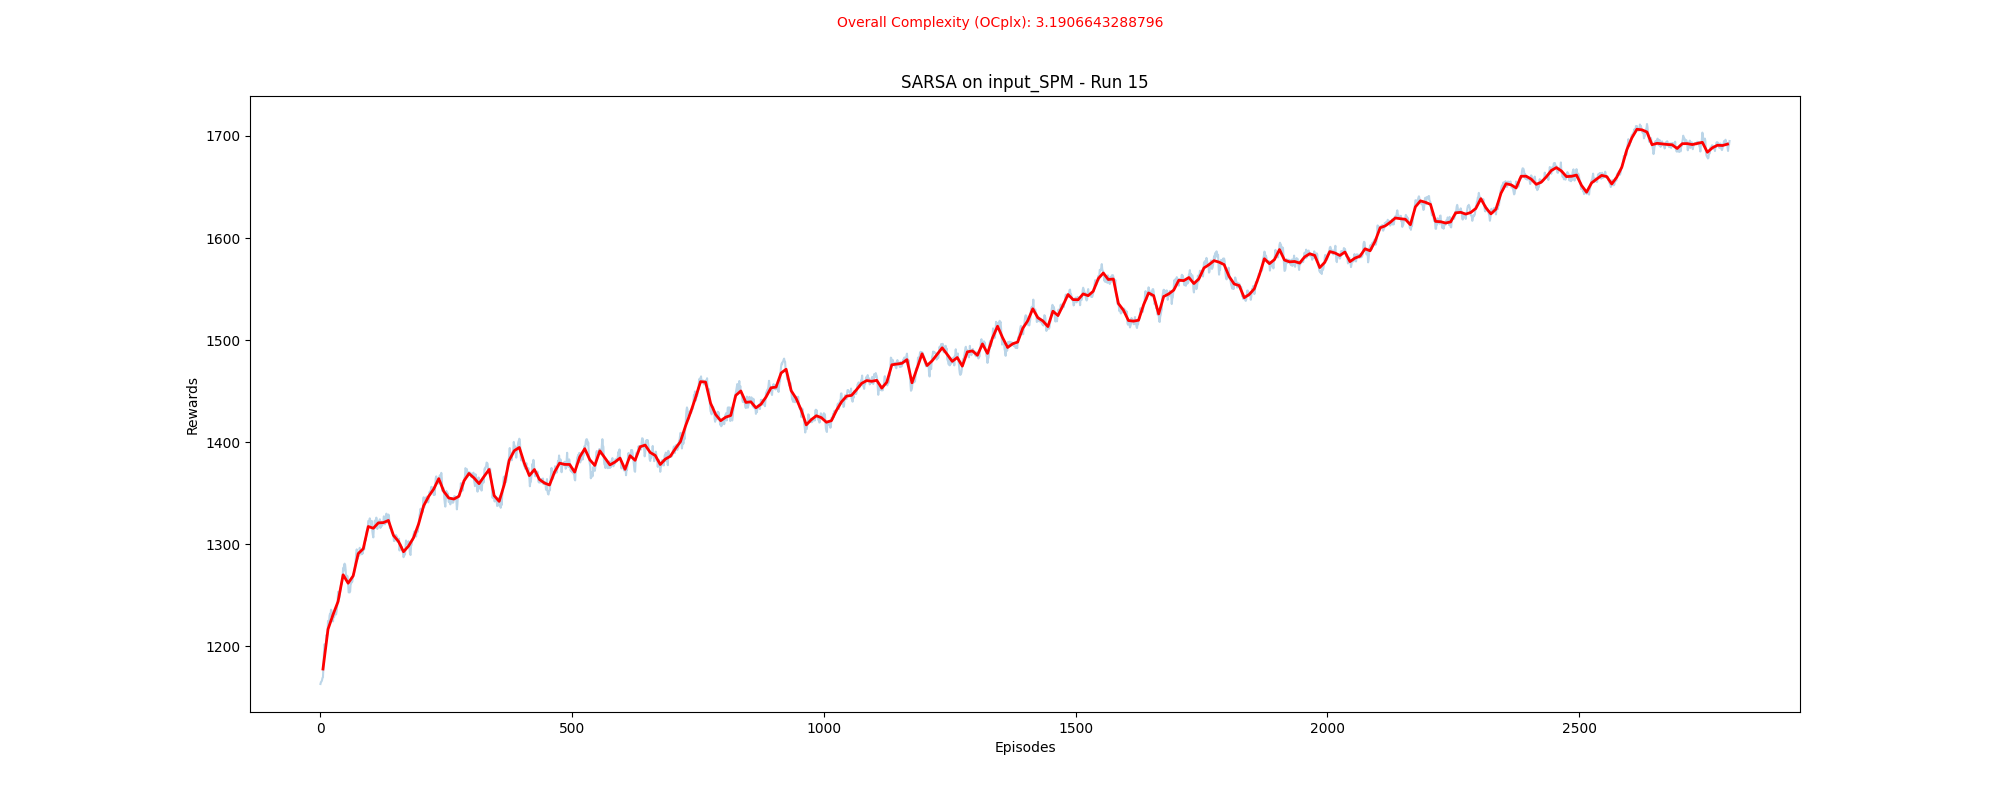 Overall Complexity (OCplx): 3.1906643288796
SARSA on input_SPM - Run 15
1700
1600
1500
1400
1300
1200
Rewards
0 500 1000 1500 2000 2500
Episodes